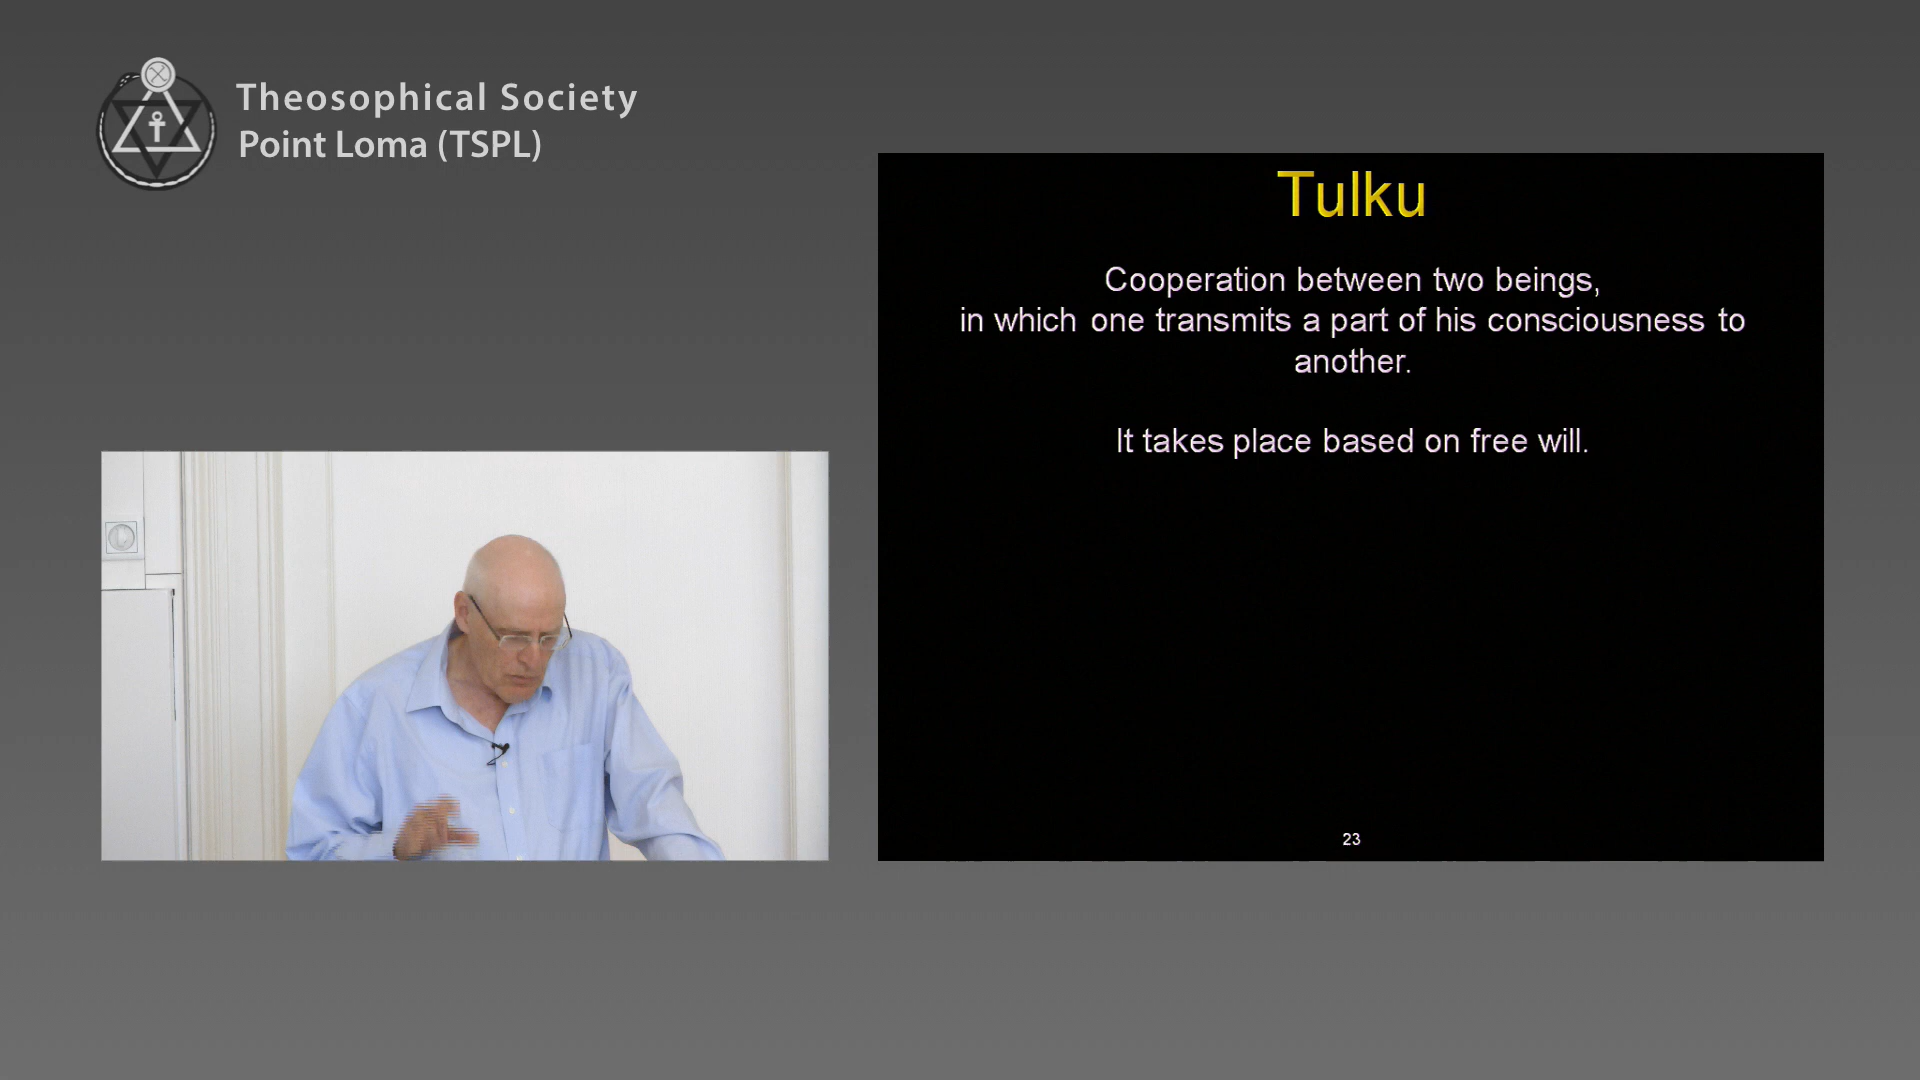 Theosophical Society
Point Loma (TSPL)
Tulku
Cooperation between two beings,
in which one transmits a part of his consciousness to
another.
It takes place based on free will.
23